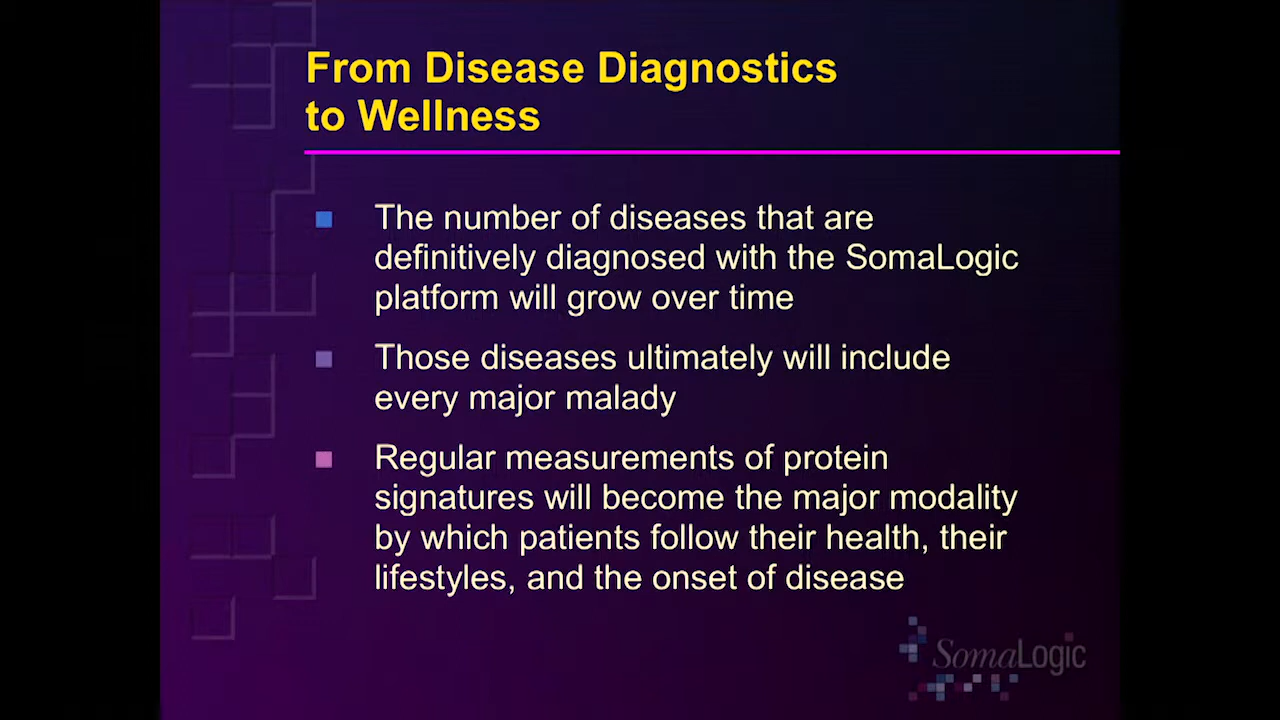 From Disease Diagnostics
to Wellness
The number of diseases that are
definitively diagnosed with the SomaLogic
platform will grow over time
Those diseases ultimately will include
every major malady
Regular measurements of protein
signatures will become the major modality
by which patients follow their health, their
lifestyles, and the onset of disease
SomaLogic